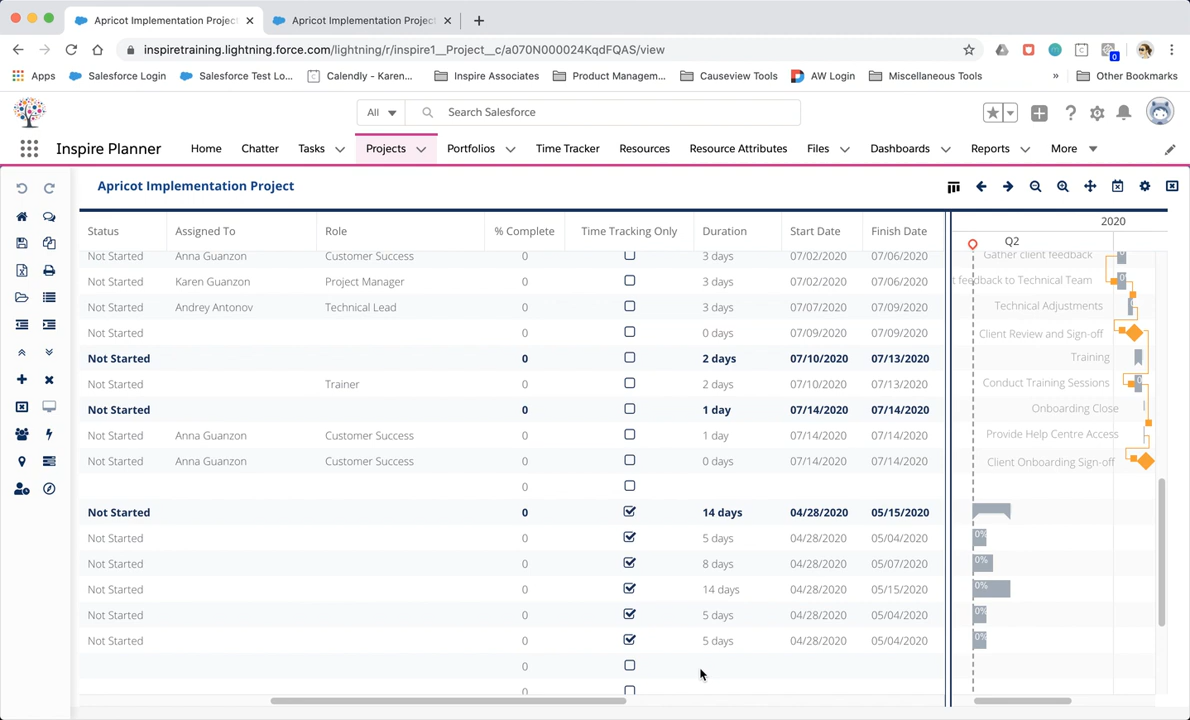 Apricot Implementation Project
Apricot Implementation Project
inspiretraining.lightning.force.com/lightning/r/inspire1__Project__c/a070N000024KqdFQAS/view
0
Apps Salesforce Login Salesforce Test Lo... Calendly - Karen... Inspire Associates Product Managem... Causeview Tools AW Login Miscellaneous Tools » Other Bookmarks
All Search Salesforce
Inspire Planner Home Chatter Tasks Projects Portfolios Time Tracker Resources Resource Attributes Files Dashboards Reports More
Apricot Implementation Project
2020
Status Assigned To Role % Complete Time Tracking Only Duration Start Date Finish Date Q2
Not Started Anna Guanzon Customer Success 0 3 days 07/02/2020 07/06/2020 Gather client feedback
Not Started Karen Guanzon Project Manager 0 3 days 07/02/2020 07/06/2020 t feedback to Technical Team
Not Started Andrey Antonov Technical Lead 0 3 days 07/07/2020 07/09/2020 Technical Adjustments
Not Started 0 0 days 07/09/2020 07/09/2020 Client Review and Sign-off
Not Started 0 2 days 07/10/2020 07/13/2020 Training
Not Started Trainer 0 2 days 07/10/2020 07/13/2020 Conduct Training Sessions
Not Started 0 1 day 07/14/2020 07/14/2020 Onboarding Close
Not Started Anna Guanzon Customer Success 0 1 day 07/14/2020 07/14/2020 Provide Help Centre Access
Not Started Anna Guanzon Customer Success 0 0 days 07/14/2020 07/14/2020 Client Onboarding Sign-off
0
Not Started 0 14 days 04/28/2020 05/15/2020
Not Started 0 5 days 04/28/2020 05/04/2020 0%
Not Started 0 8 days 04/28/2020 05/07/2020 0%
Not Started 0 14 days 04/28/2020 05/15/2020 0%
Not Started 0 5 days 04/28/2020 05/04/2020 0%
Not Started 0 5 days 04/28/2020 05/04/2020 0%
0
0